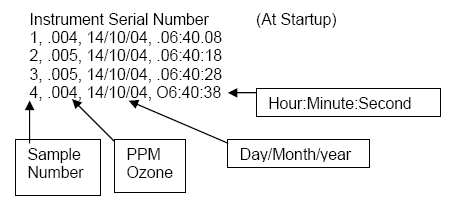 Instrument Serial Number (At Startup)
1, .004, 14/10/04, .06:40.08
2, .005, 14/10/04, .06:40:18
3, .005, 14/10/04, .06:40:28
4, .004, 14/10/04, O6:40:38
Hour:Minute:Second
Sample
Number
PPM
Ozone
Day/Month/year